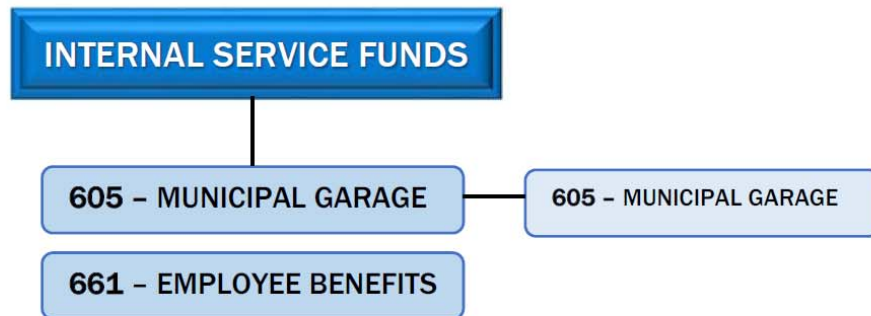 INTERNAL SERVICE FUNDS
605 – MUNICIPAL GARAGE
605 – MUNICIPAL GARAGE
661 – EMPLOYEE BENEFITS